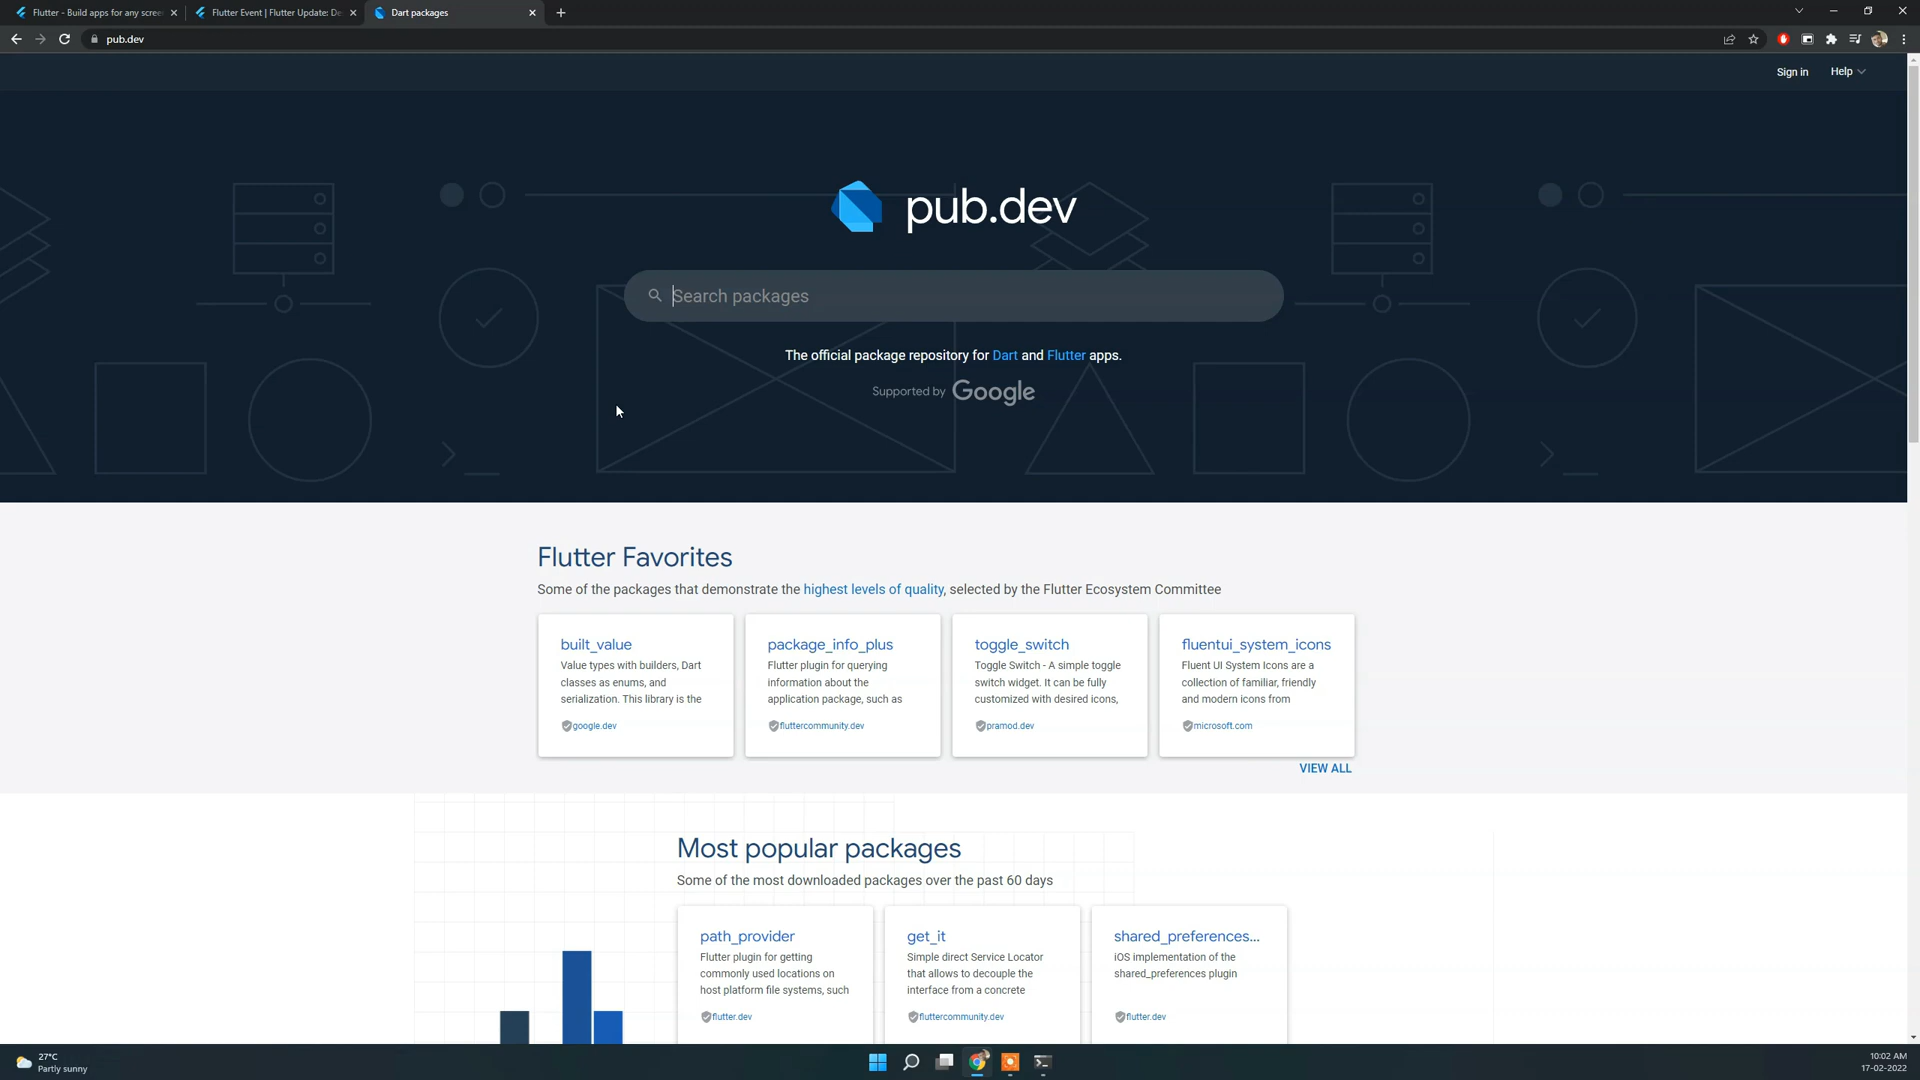 Flutter - Build apps for any scree
Flutter Event | Flutter Update: De
Dart packages
pub.dev
Sign in
Help
pub.dev
Search packages
The official package repository for Dart and Flutter apps.
Supported by Google
Flutter Favorites
Some of the packages that demonstrate the highest levels of quality, selected by the Flutter Ecosystem Committee
built_value
Value types with builders, Dart
classes as enums, and
serialization. This library is the
google.dev
package_info_plus
Flutter plugin for querying
information about the
application package, such as
fluttercommunity.dev
toggle_switch
Toggle Switch - A simple toggle
switch widget. It can be fully
customized with desired icons,
pramod.dev
fluentui_system_icons
Fluent UI System Icons are a
collection of familiar, friendly
and modern icons from
microsoft.com
VIEW ALL
Most popular packages
Some of the most downloaded packages over the past 60 days
path_provider
Flutter plugin for getting
commonly used locations on
host platform file systems, such
flutter.dev
get_it
Simple direct Service Locator
that allows to decouple the
interface from a concrete
fluttercommunity.dev
shared_preferences...
iOS implementation of the
shared_preferences plugin
flutter.dev
27°C
Partly sunny
10:02 AM
17-02-2022